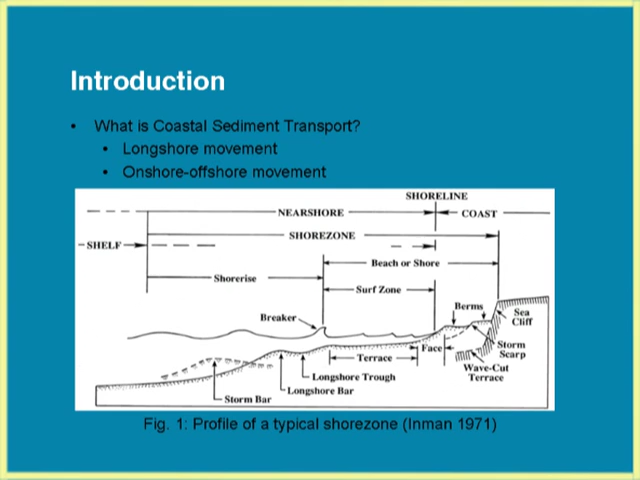 Introduction
• What is Coastal Sediment Transport?
• Longshore movement
• Onshore-offshore movement
SHORELINE
NEARSHORE
COAST
SHOREZONE
SHELF
Beach or Shore
Shorerise
Surf Zone
Berms
Sea
Cliff
Breaker
Storm
Scarp
Face
Terrace
Wave-Cut
Terrace
Longshore Trough
Longshore Bar
Storm Bar
Fig. 1: Profile of a typical shorezone (Inman 1971)